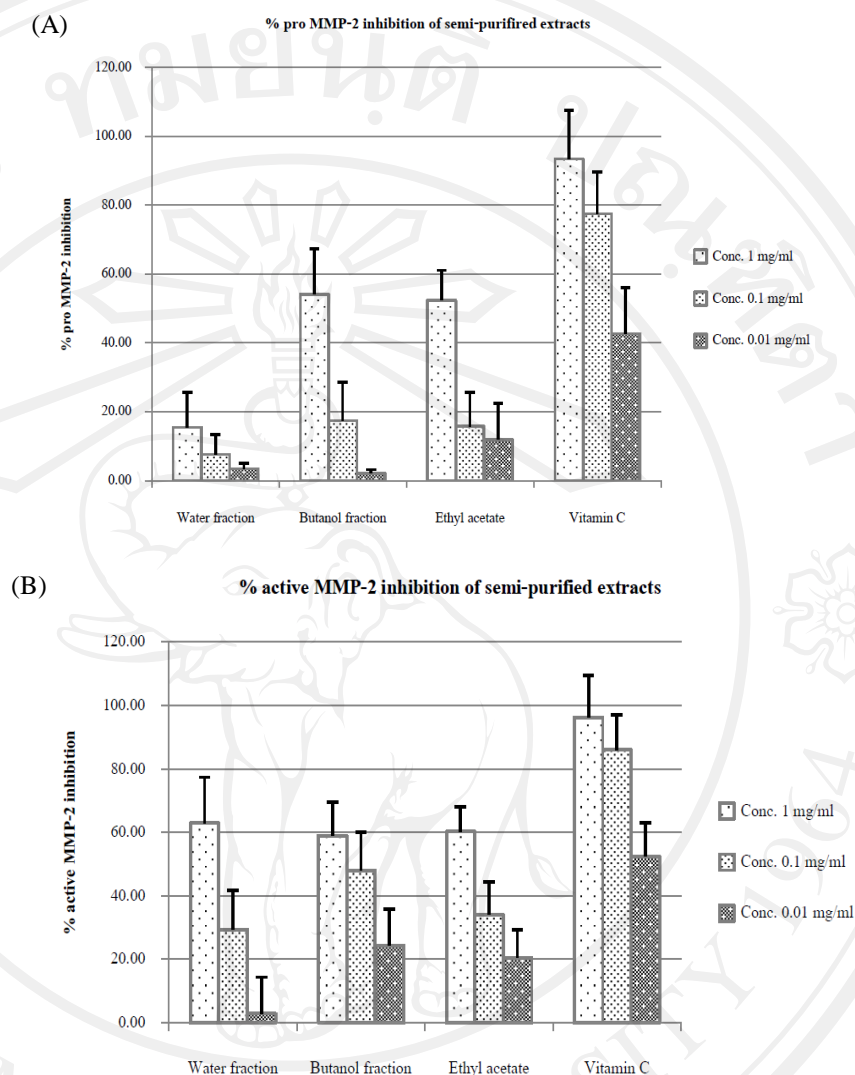 (A)
% pro MMP-2 inhibition of semi-purifired extracts
% pro MMP-2 inhibition
120.00
100.00
80.00
60.00
40.00
20.00
0.00
Water fraction Butanol fraction Ethyl acetate Vitamin C
Conc. 1 mg/ml
Conc. 0.1 mg/ml
Conc. 0.01 mg/ml
(B)
% active MMP-2 inhibition of semi-purified extracts
% active MMP-2 inhibition
120.00
100.00
80.00
60.00
40.00
20.00
0.00
Water fraction Butanol fraction Ethyl acetate Vitamin C
Conc. 1 mg/ml
Conc. 0.1 mg/ml
Conc. 0.01 mg/ml
SITY 1964